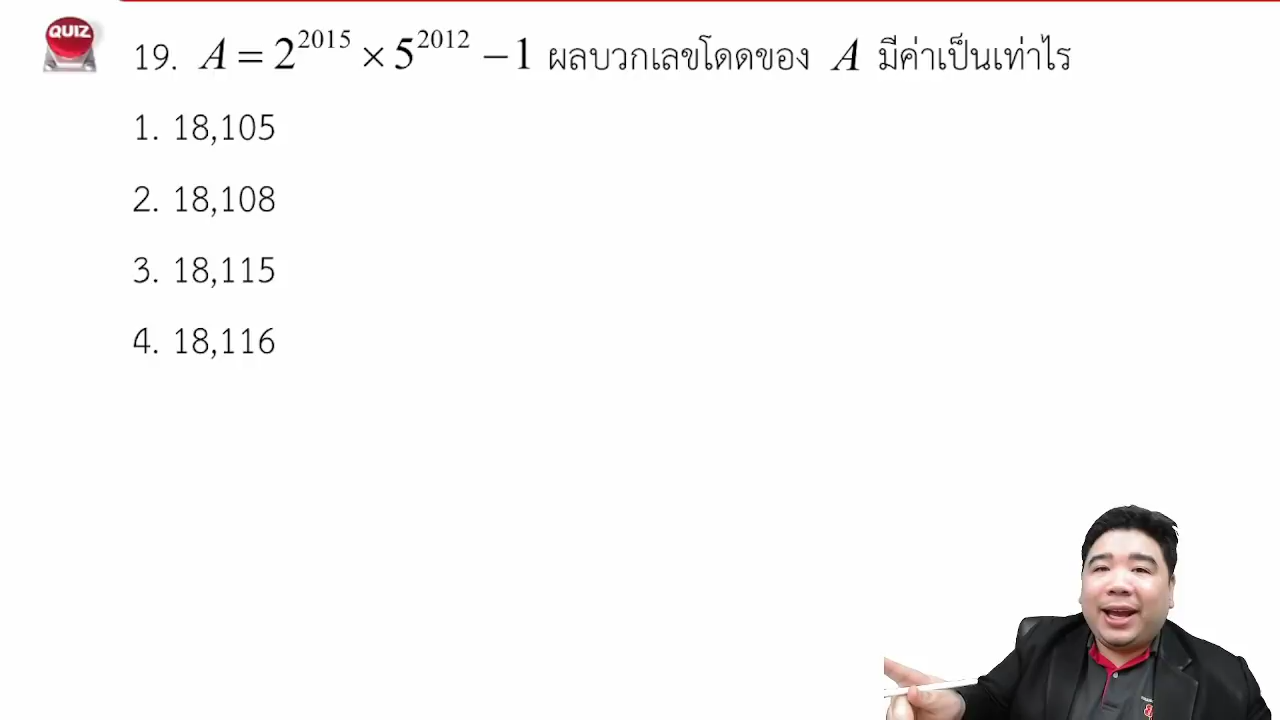 QUIZ
19. A = 2^2015 × 5^2012 − 1 ผลบวกเลขโดดของ A มีค่าเป็นเท่าไร
1. 18,105
2. 18,108
3. 18,115
4. 18,116